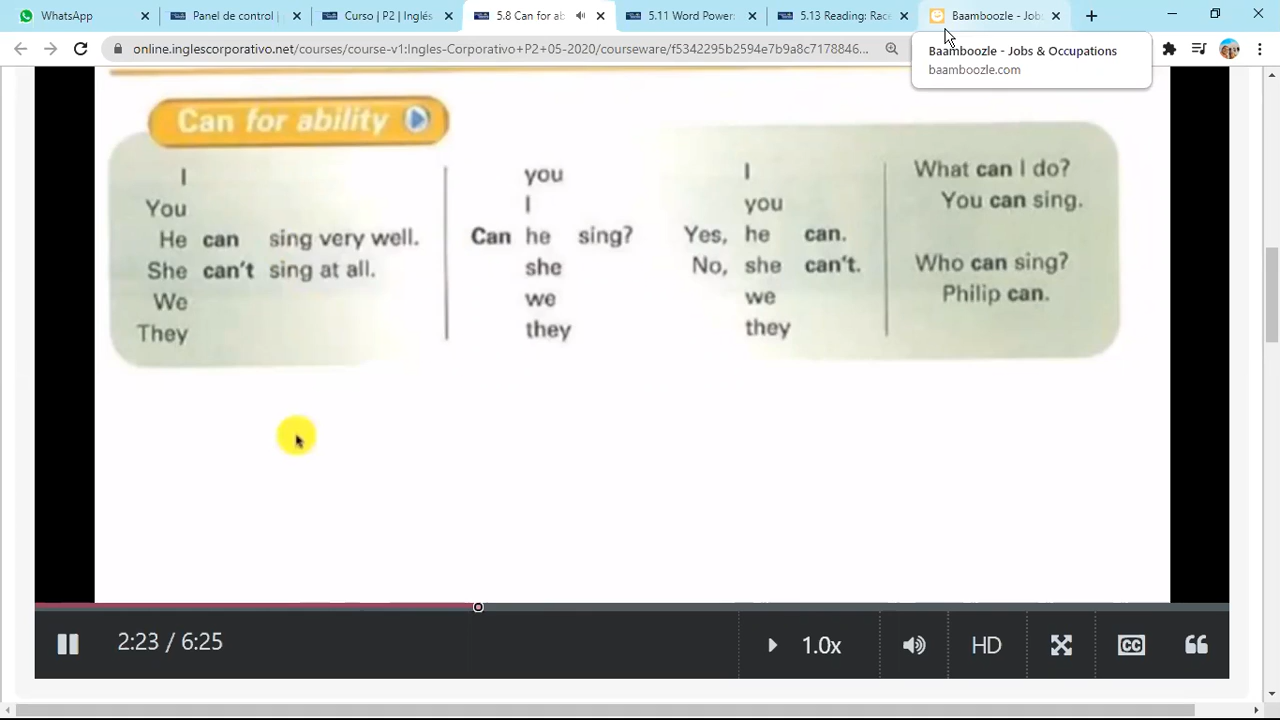 WhatsApp
Panel de control |
Curso | P2 | Inglés
5.8 Can for ab
5.11 Word Power:
5.13 Reading: Race
Baamboozle - Jobs
online.inglescorporativo.net/courses/course-v1:Ingles-Corporativo+P2+05-2020/courseware/f5342295b2594e7b9a8c7178846...
Baamboozle - Jobs & Occupations
baamboozle.com
Can for ability
I
You
He can sing very well.
She can't sing at all.
We
They
you
I
Can he sing?
she
we
they
I
you
Yes, he can.
No, she can't.
we
they
What can I do?
You can sing.
Who can sing?
Philip can.
2:23 / 6:25
1.0x
HD
CC